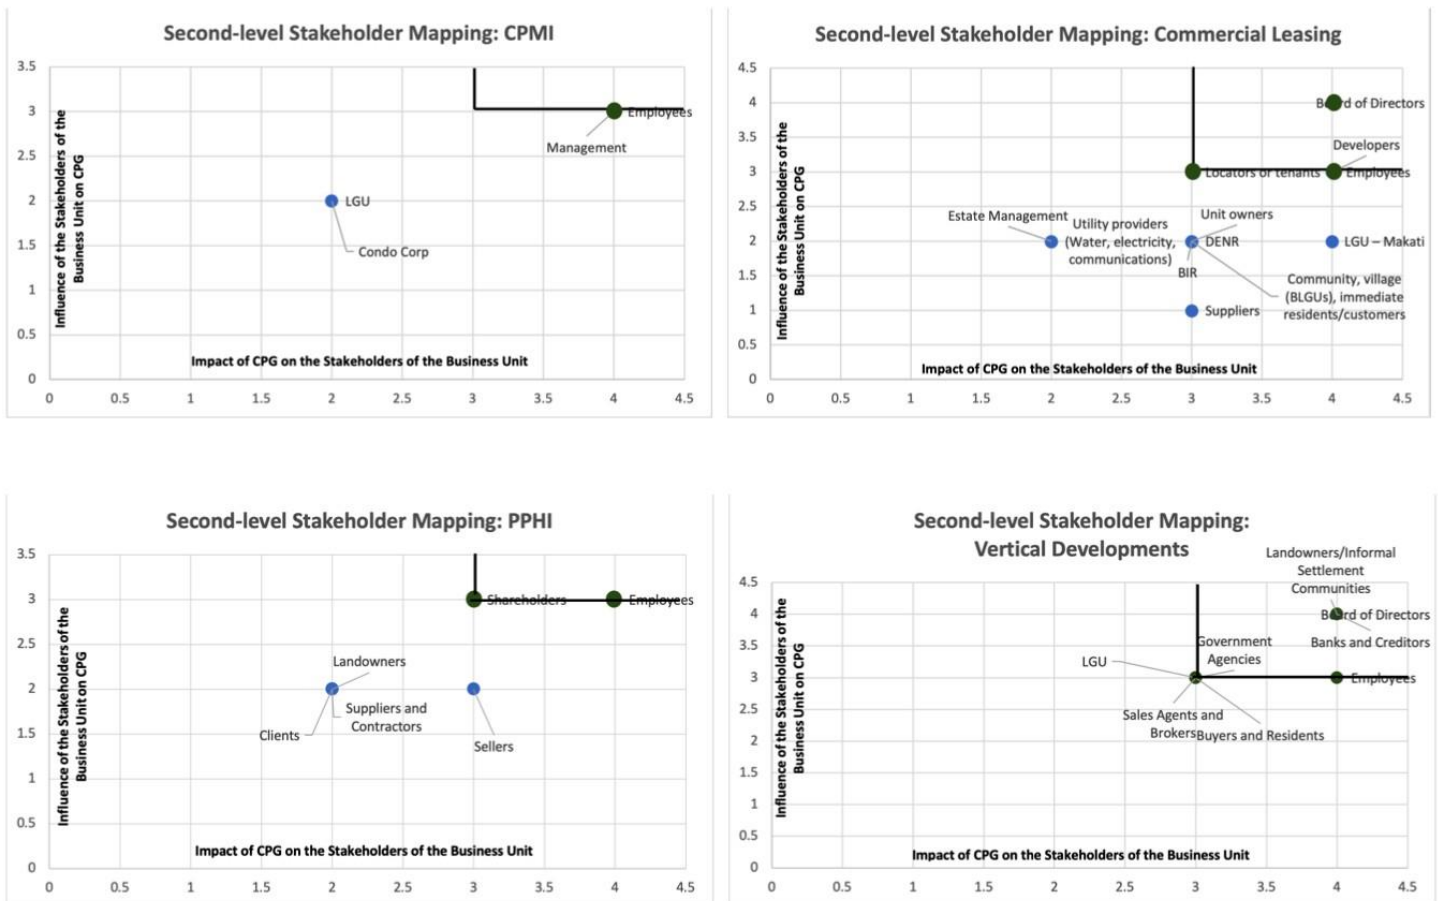 Second-level Stakeholder Mapping: CPMI
3.5
3
2.5
2
1.5
1
0.5
0
Influence of the Stakeholders of the
Business Unit on CPG
Employees
Management
LGU
Condo Corp
Impact of CPG on the Stakeholders of the Business Unit
0 0.5 1 1.5 2 2.5 3 3.5 4 4.5
Second-level Stakeholder Mapping: Commercial Leasing
4.5
4
3.5
3
2.5
2
1.5
1
0.5
0
Influence of the Stakeholders of the
Business Unit on CPG
Board of Directors
Developers
Locators or tenants
Employees
Estate Management
Utility providers
(Water, electricity,
communications)
Unit owners
DENR
BIR
LGU – Makati
Community, village
(BLGUs), immediate
residents/customers
Suppliers
Impact of CPG on the Stakeholders of the Business Unit
0 0.5 1 1.5 2 2.5 3 3.5 4 4.5
Second-level Stakeholder Mapping: PPHI
3.5
3
2.5
2
1.5
1
0.5
0
Influence of the Stakeholders of the
Business Unit on CPG
Shareholders
Employees
Landowners
Suppliers and
Contractors
Clients
Sellers
Impact of CPG on the Stakeholders of the Business Unit
0 0.5 1 1.5 2 2.5 3 3.5 4 4.5
Second-level Stakeholder Mapping:
Vertical Developments
4.5
4
3.5
3
2.5
2
1.5
1
0.5
0
Influence of the Stakeholders of the
Business Unit on CPG
Landowners/Informal
Settlement
Communities
Board of Directors
Banks and Creditors
Government
Agencies
LGU
Employees
Sales Agents and
Brokers
Buyers and Residents
Impact of CPG on the Stakeholders of the Business Unit
0 0.5 1 1.5 2 2.5 3 3.5 4 4.5